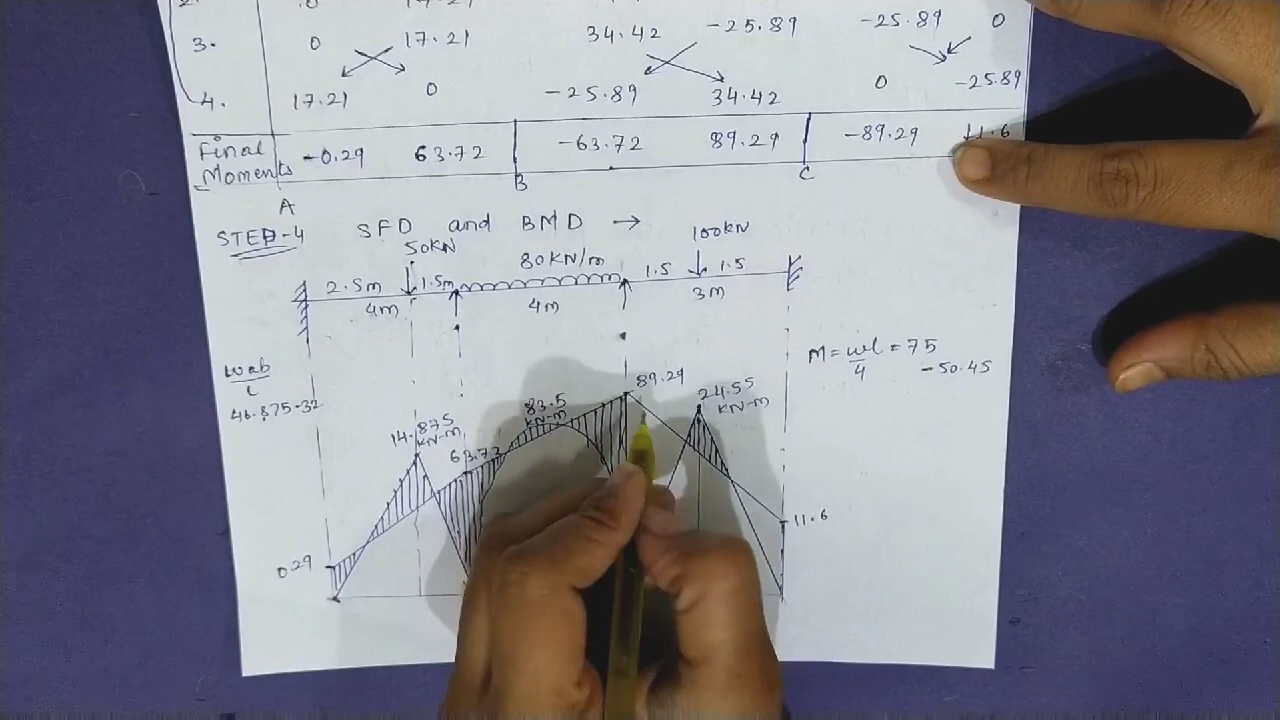 0 17.21
3. 0 17.21 34.42 -25.89 -25.89 0
4. 17.21 0 -25.89 34.42 0 -25.89
Final Moments -0.29 63.72 -63.72 89.29 -89.29 11.6
A B C
STEP-4 SFD and BMD →
50KN 100KN
2.5m 1.5m 80KN/m 1.5 1.5
4m 4m 3m
wab/l
46.875-32
M = wl/4 = 75
-50.45
14.875 KN-m
63.72
83.5 KN-m
89.29
24.55 KN-m
0.29
11.6